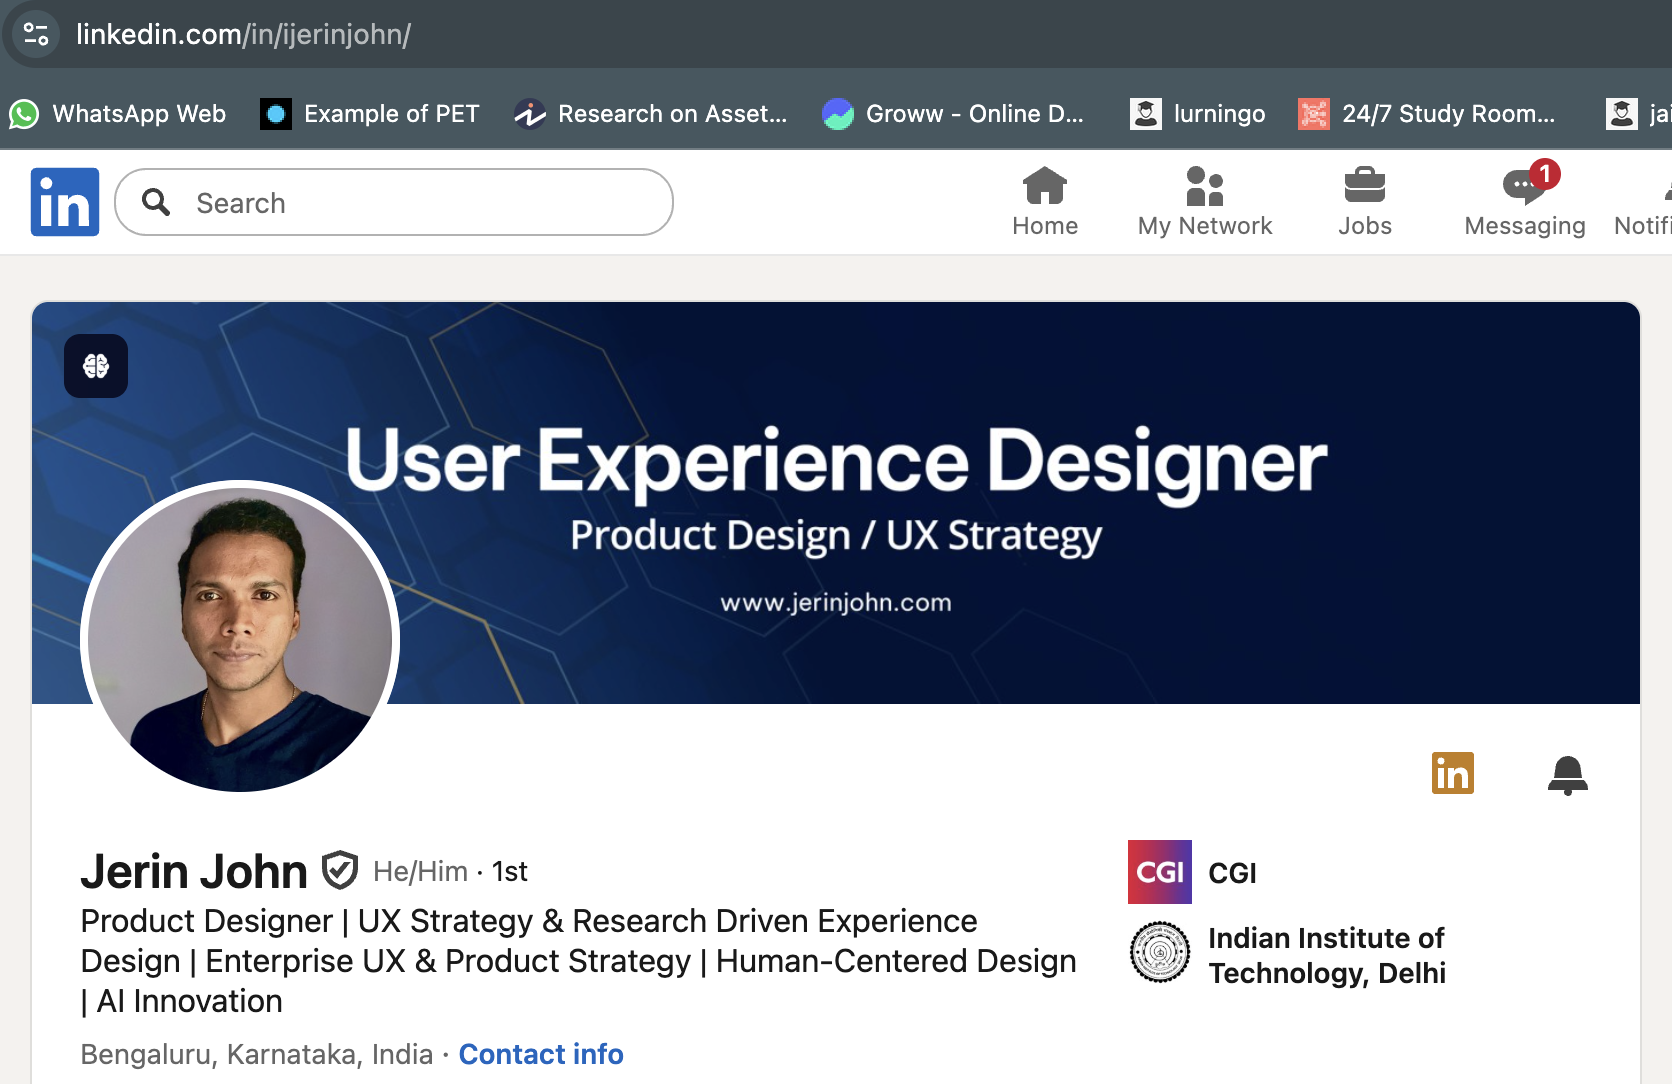 linkedin.com/in/ijerinjohn/
WhatsApp Web
Example of PET
Research on Asset...
Groww - Online D...
lurningo
24/7 Study Room...
jai
in
Search
Home
My Network
Jobs
1
Messaging
Notifi
User Experience Designer
Product Design / UX Strategy
www.jerinjohn.com
in
Jerin John He/Him · 1st
CGI CGI
Product Designer | UX Strategy & Research Driven Experience
Design | Enterprise UX & Product Strategy | Human-Centered Design
| AI Innovation
Indian Institute of
Technology, Delhi
Bengaluru, Karnataka, India · Contact info